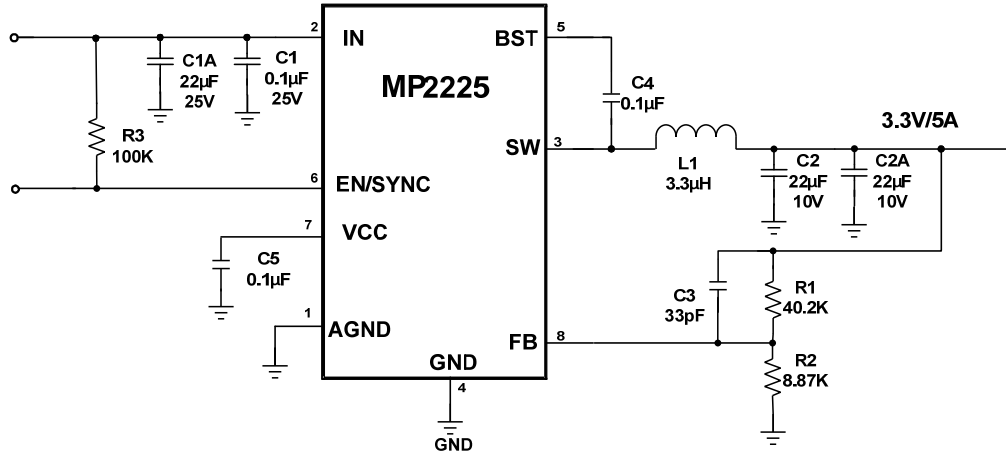 2
IN
C1A
22µF
25V
C1
0.1µF
25V
R3
100K
6
EN/SYNC
7
VCC
C5
0.1µF
1
AGND
MP2225
GND
4
GND
5
BST
C4
0.1µF
SW
3
L1
3.3µH
3.3V/5A
C2
22µF
10V
C2A
22µF
10V
C3
33pF
R1
40.2K
FB
8
R2
8.87K